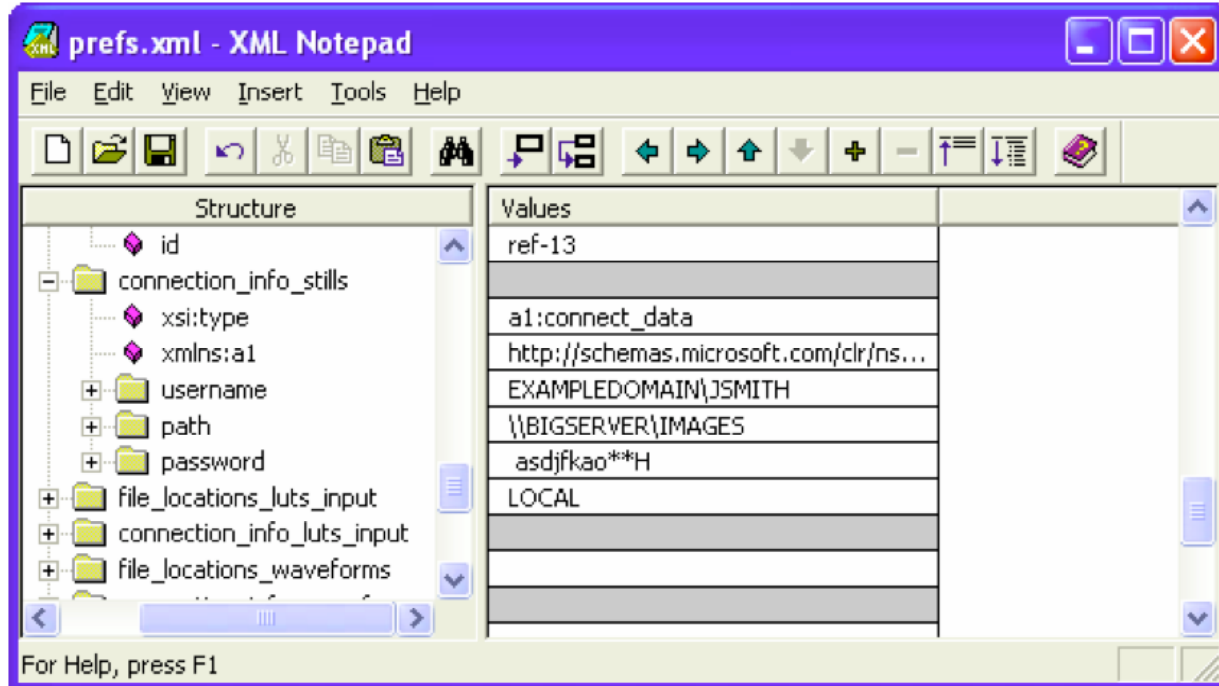 prefs.xml - XML Notepad
File Edit View Insert Tools Help
Structure Values
id ref-13
connection_info_stills
xsi:type a1:connect_data
xmlns:a1 http://schemas.microsoft.com/clr/ns...
username EXAMPLEDOMAIN\JSMITH
path \\BIGSERVER\IMAGES
password asdjfkao**H
file_locations_luts_input LOCAL
connection_info_luts_input
file_locations_waveforms
For Help, press F1